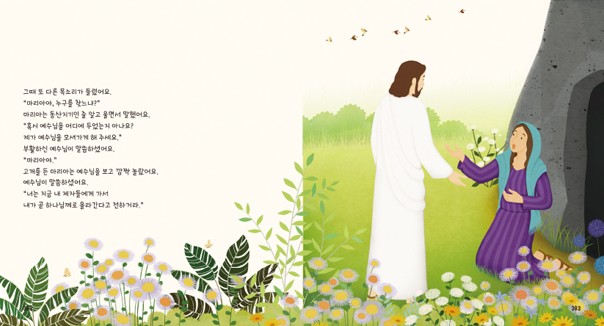 그때 또 다른 목소리가 들렸어요.
"마리아야, 누구를 찾느냐?"
마리아는 동산지기인 줄 알고 울면서 말했어요.
"혹시 예수님을 어디에 두었는지 아나요?
제가 예수님을 모셔가게 해 주세요."
부활하신 예수님이 말씀하셨어요.
"마리아야."
고개를 든 마리아는 예수님을 보고 깜짝 놀랐어요.
예수님이 말씀하셨어요.
"너는 지금 내 제자들에게 가서
내가 곧 하나님께로 올라간다고 전하거라."